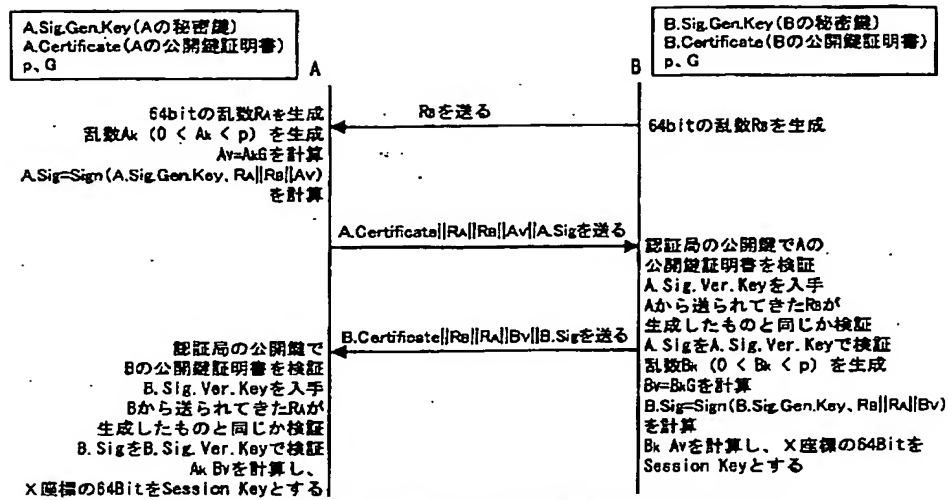 A.Sig.Gen.Key(Aの秘密鍵)
A.Certificate(Aの公開鍵証明書)
p、G
B.Sig.Gen.Key(Bの秘密鍵)
B.Certificate(Bの公開鍵証明書)
p、G
A
B
64bitの乱数RAを生成
乱数Ak (0 < Ak < p) を生成
Av=AkGを計算
A.Sig=Sign(A.Sig.Gen.Key、RA||RB||Av)
を計算
RBを送る
64bitの乱数RBを生成
A.Certificate||RA||RB||Av||A.Sigを送る
認証局の公開鍵でAの
公開鍵証明書を検証
A.Sig.Ver.Keyを入手
Aから送られてきたRBが
生成したものと同じか検証
A.SigをA.Sig.Ver.Keyで検証
乱数Bk (0 < Bk < p) を生成
Bv=BkGを計算
B.Sig=Sign(B.Sig.Gen.Key、RB||RA||Bv)
を計算
Bk Avを計算し、X座標の64Bitを
Session Keyとする
B.Certificate||RB||RA||Bv||B.Sigを送る
認証局の公開鍵で
Bの公開鍵証明書を検証
B.Sig.Ver.Keyを入手
Bから送られてきたRAが
生成したものと同じか検証
B.SigをB.Sig.Ver.Keyで検証
Ak Bvを計算し、
X座標の64BitをSession Keyとする